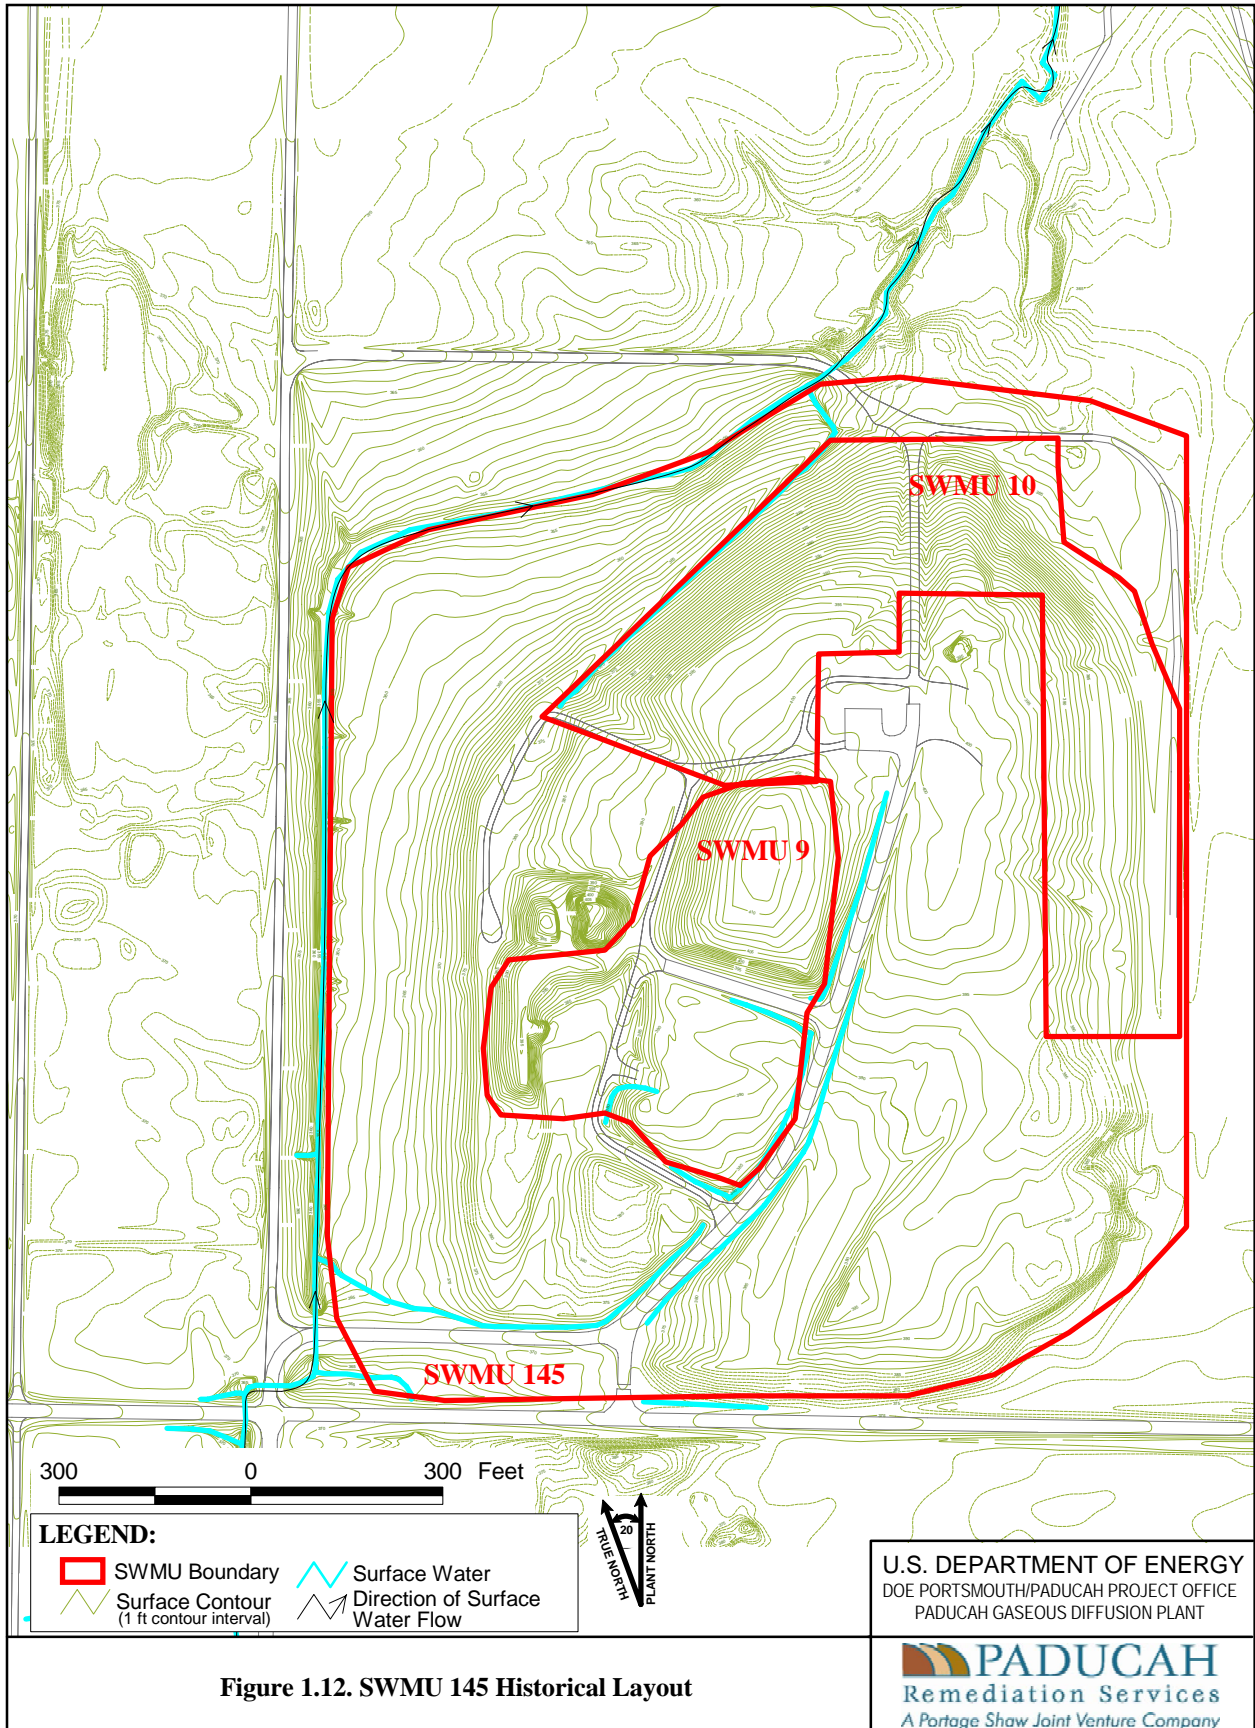 SWMU 10
SWMU 9
SWMU 145
300 0 300 Feet
LEGEND:
SWMU Boundary
Surface Contour
(1 ft contour interval)
Surface Water
Direction of Surface
Water Flow
20
TRUE NORTH
PLANT NORTH
U.S. DEPARTMENT OF ENERGY
DOE PORTSMOUTH/PADUCAH PROJECT OFFICE
PADUCAH GASEOUS DIFFUSION PLANT
Figure 1.12. SWMU 145 Historical Layout
PADUCAH
Remediation Services
A Portage Shaw Joint Venture Company